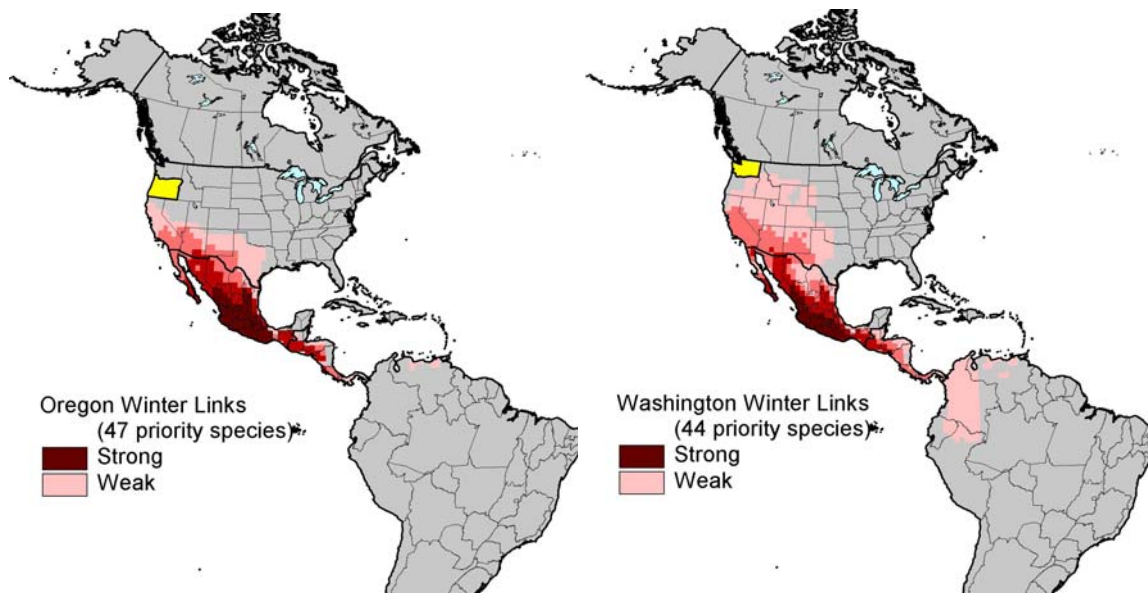 Oregon Winter Links
(47 priority species)
Strong
Weak
Washington Winter Links
(44 priority species)
Strong
Weak